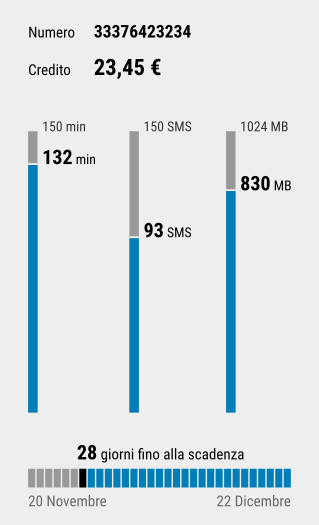 Numero 33376423234
Credito 23,45 €
150 min 150 SMS 1024 MB
132 min
830 MB
93 SMS
28 giorni fino alla scadenza
20 Novembre 22 Dicembre